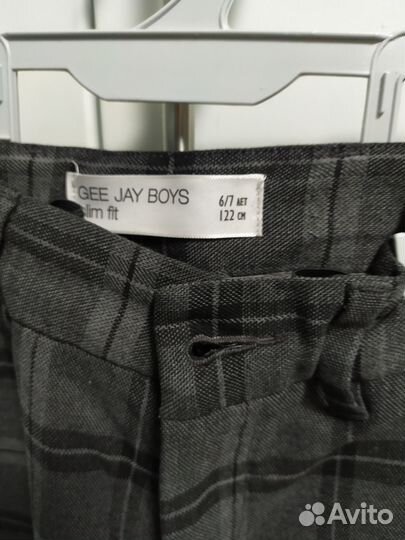 GEE JAY BOYS
slim fit
6/7 ЛЕТ
122 СМ
Avito